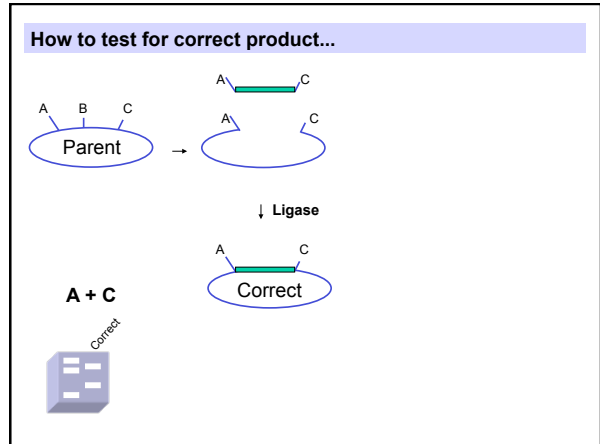 How to test for correct product...
A C
A B C
A C
Parent
Ligase
A C
Correct
A + C
Correct